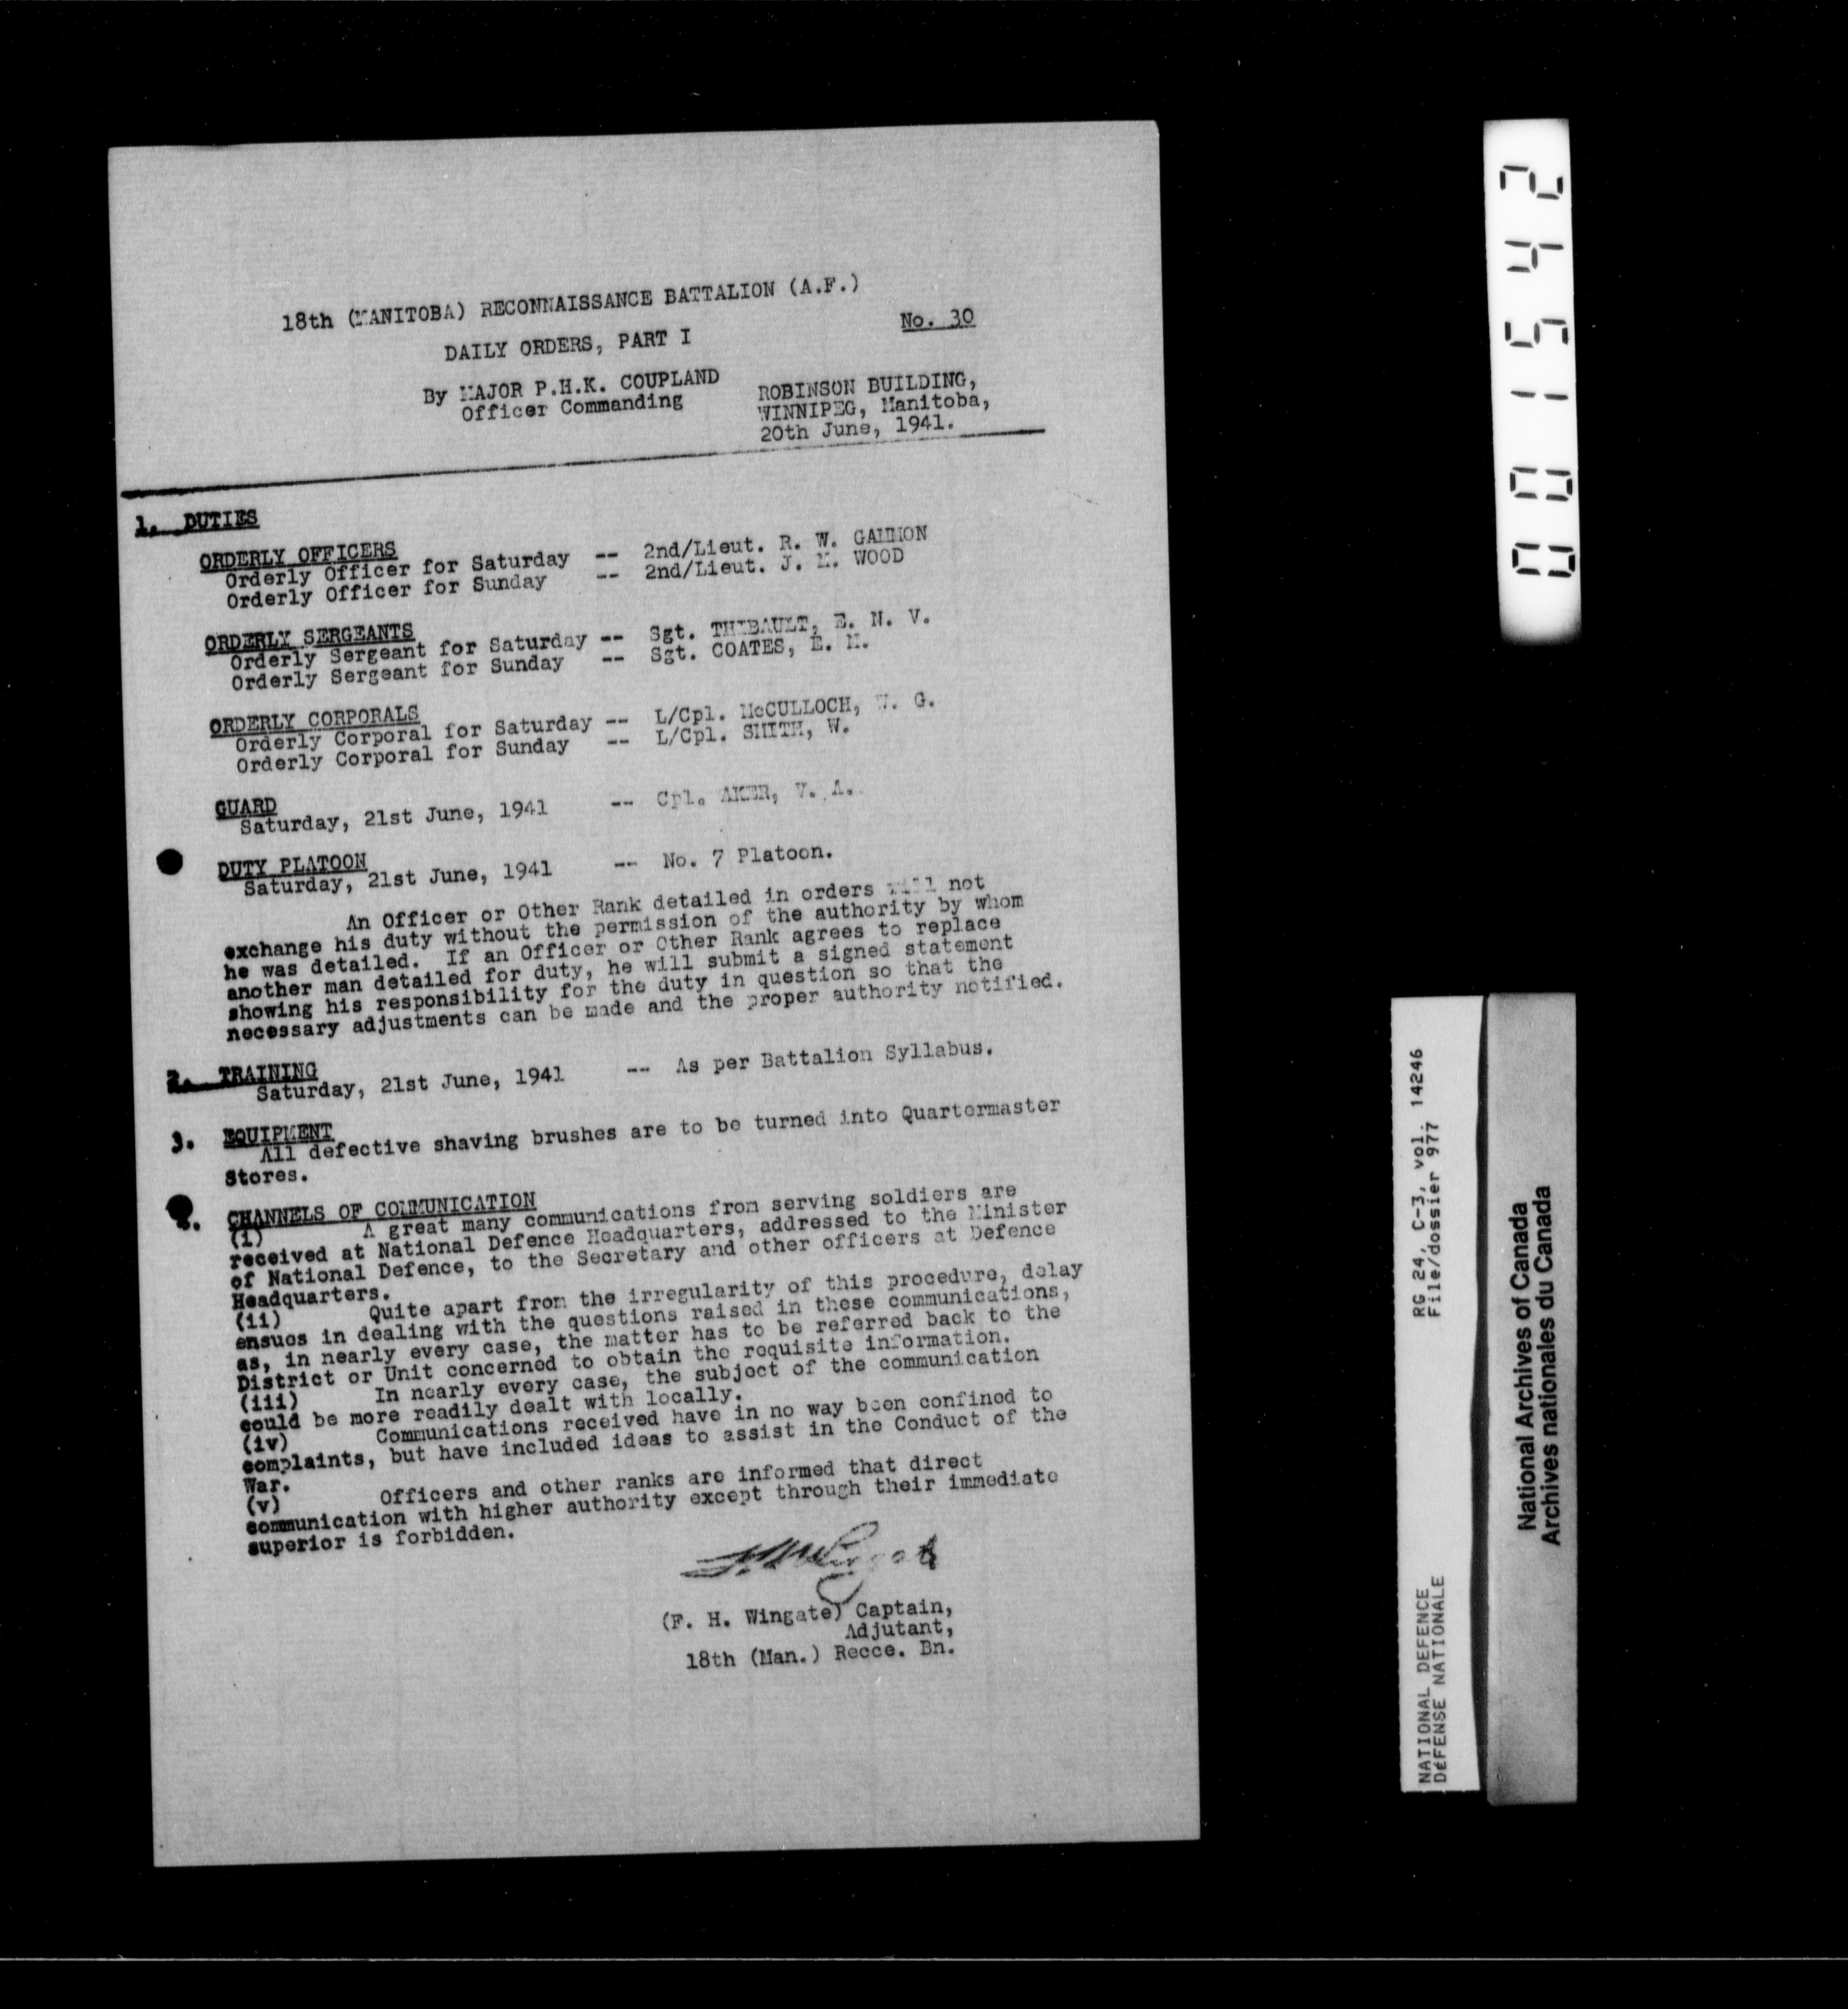 18th (MANITOBA) RECONNAISSANCE BATTALION (A.F.)
No. 30
DAILY ORDERS, PART I
By MAJOR P.H.K. COUPLAND
Officer Commanding
ROBINSON BUILDING,
WINNIPEG, Manitoba,
20th June, 1941.
1. DUTIES
ORDERLY OFFICERS
Orderly Officer for Saturday -- 2nd/Lieut. R. W. GAMMON
Orderly Officer for Sunday -- 2nd/Lieut. J. M. WOOD
ORDERLY SERGEANTS
Orderly Sergeant for Saturday -- Sgt. THIBAULT, E. N. V.
Orderly Sergeant for Sunday -- Sgt. COATES, E. M.
ORDERLY CORPORALS
Orderly Corporal for Saturday -- L/Cpl. McCULLOCH, W. G.
Orderly Corporal for Sunday -- L/Cpl. SMITH, W.
GUARD
Saturday, 21st June, 1941 -- Cpl. AKER, V. A.
DUTY PLATOON
Saturday, 21st June, 1941 -- No. 7 Platoon.
An Officer or Other Rank detailed in orders will not
exchange his duty without the permission of the authority by whom
he was detailed. If an Officer or Other Rank agrees to replace
another man detailed for duty, he will submit a signed statement
showing his responsibility for the duty in question so that the
necessary adjustments can be made and the proper authority notified.
2. TRAINING
Saturday, 21st June, 1941 -- As per Battalion Syllabus.
3. EQUIPMENT
All defective shaving brushes are to be turned into Quartermaster
Stores.
CHANNELS OF COMMUNICATION
(i) A great many communications from serving soldiers are
received at National Defence Headquarters, addressed to the Minister
of National Defence, to the Secretary and other officers at Defence
Headquarters.
(ii) Quite apart from the irregularity of this procedure, delay
ensues in dealing with the questions raised in these communications,
as, in nearly every case, the matter has to be referred back to the
District or Unit concerned to obtain the requisite information.
(iii) In nearly every case, the subject of the communication
could be more readily dealt with locally.
(iv) Communications received have in no way been confined to
complaints, but have included ideas to assist in the Conduct of the
War.
(v) Officers and other ranks are informed that direct
communication with higher authority except through their immediate
superior is forbidden.
(F. H. Wingate) Captain,
Adjutant,
18th (Man.) Recce. Bn.
001542
RG 24, C-3, vol. 14246
File/dossier 977
NATIONAL DEFENCE
DÉFENSE NATIONALE
National Archives of Canada
Archives nationales du Canada